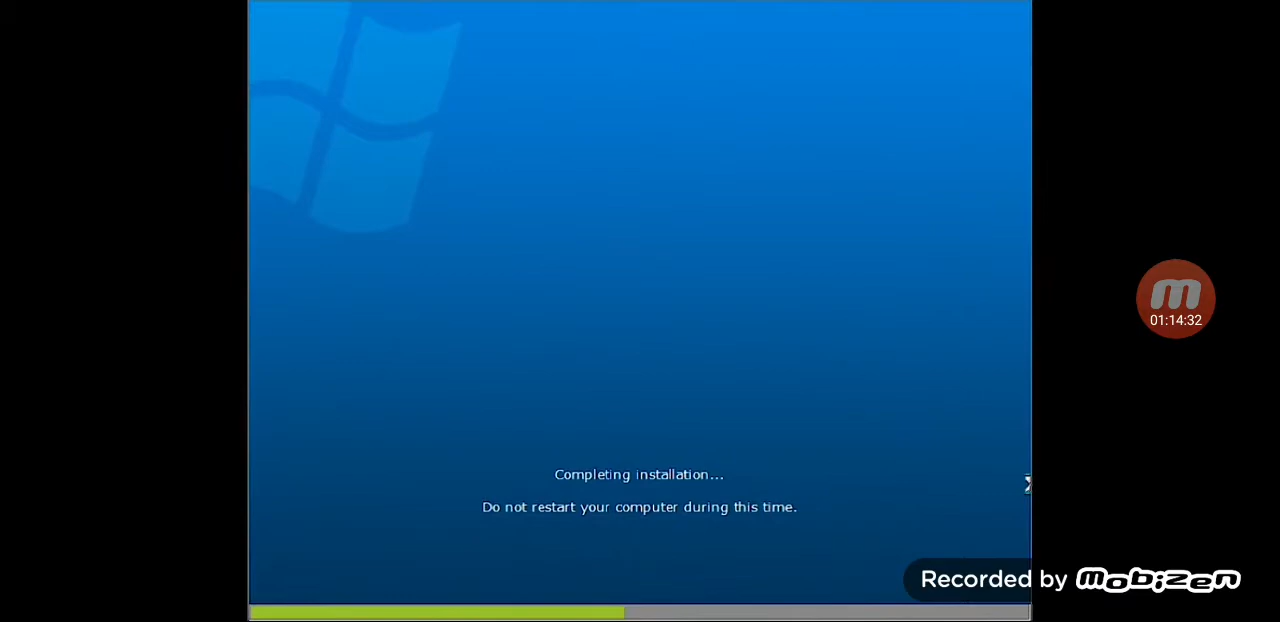 01:14:32
Completing installation...
Do not restart your computer during this time.
Recorded by mobizen